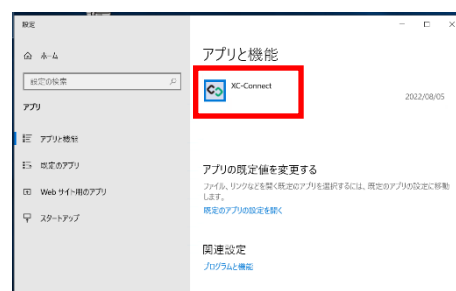 設定
ホーム
設定の検索
アプリ
アプリと機能
既定のアプリ
Web サイト用のアプリ
スタートアップ
アプリと機能
XC-Connect
2022/08/05
アプリの既定値を変更する
ファイル、リンクなどを開く既定のアプリを選択するには、既定のアプリの設定に移動
します。
既定のアプリの設定を開く
関連設定
プログラムと機能